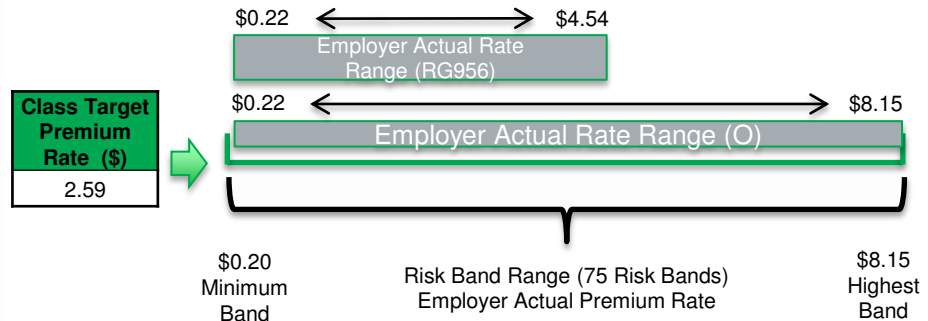 $0.22 $4.54
Employer Actual Rate
Range (RG956)
$0.22 $8.15
Employer Actual Rate Range (O)
Class Target
Premium
Rate ($)
2.59
$0.20
Minimum
Band
Risk Band Range (75 Risk Bands)
Employer Actual Premium Rate
$8.15
Highest
Band